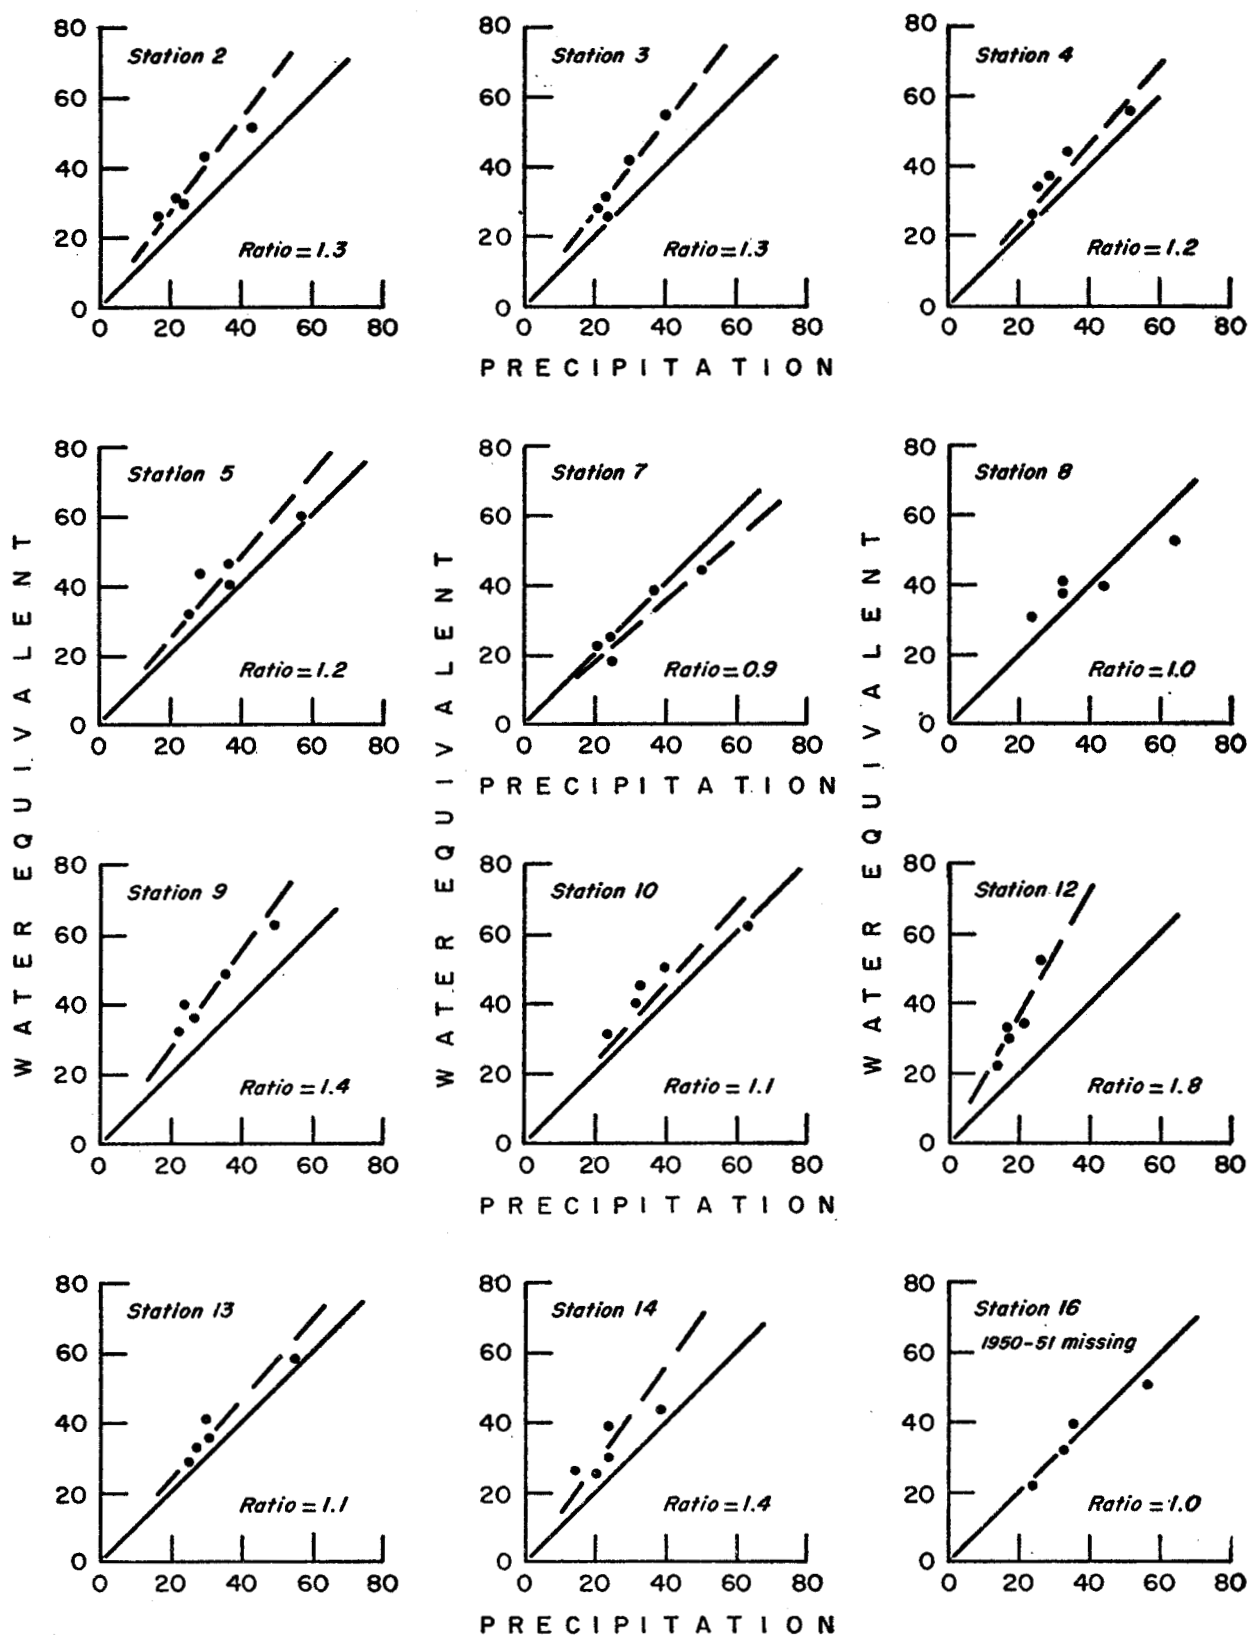 80
60
40
20
0
Station 2
Ratio = 1.3
0 20 40 60 80
80
60
40
20
0
Station 3
Ratio = 1.3
0 20 40 60 80
80
60
40
20
0
Station 4
Ratio = 1.2
0 20 40 60 80
PRECIPITATION
80
60
40
20
0
Station 5
Ratio = 1.2
0 20 40 60 80
80
60
40
20
0
Station 7
Ratio = 0.9
0 20 40 60 80
80
60
40
20
0
Station 8
Ratio = 1.0
0 20 40 60 80
PRECIPITATION
WATER EQUIVALENT
WATER EQUIVALENT
WATER EQUIVALENT
80
60
40
20
0
Station 9
Ratio = 1.4
0 20 40 60 80
80
60
40
20
0
Station 10
Ratio = 1.1
0 20 40 60 80
80
60
40
20
0
Station 12
Ratio = 1.8
0 20 40 60 80
PRECIPITATION
80
60
40
20
0
Station 13
Ratio = 1.1
0 20 40 60 80
80
60
40
20
0
Station 14
Ratio = 1.4
0 20 40 60 80
80
60
40
20
0
Station 16
1950-51 missing
Ratio = 1.0
0 20 40 60 80
PRECIPITATION